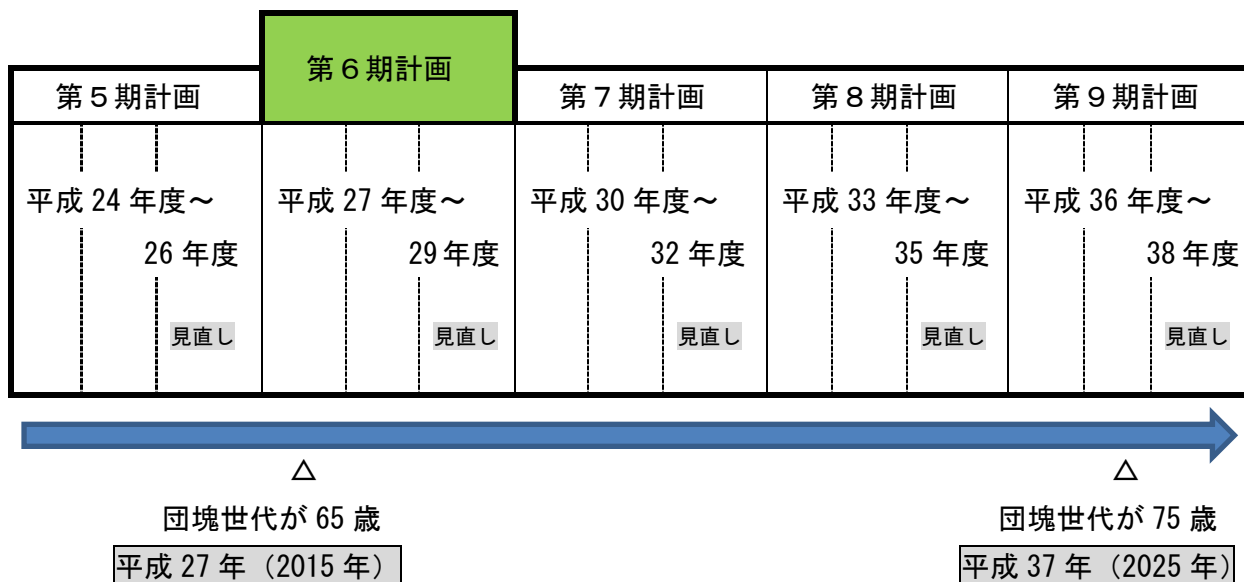 第６期計画
第５期計画
第７期計画
第８期計画
第９期計画
平成 24 年度～
26 年度
見直し
平成 27 年度～
29 年度
見直し
平成 30 年度～
32 年度
見直し
平成 33 年度～
35 年度
見直し
平成 36 年度～
38 年度
見直し
△
団塊世代が 65 歳
平成 27 年（2015 年）
△
団塊世代が 75 歳
平成 37 年（2025 年）